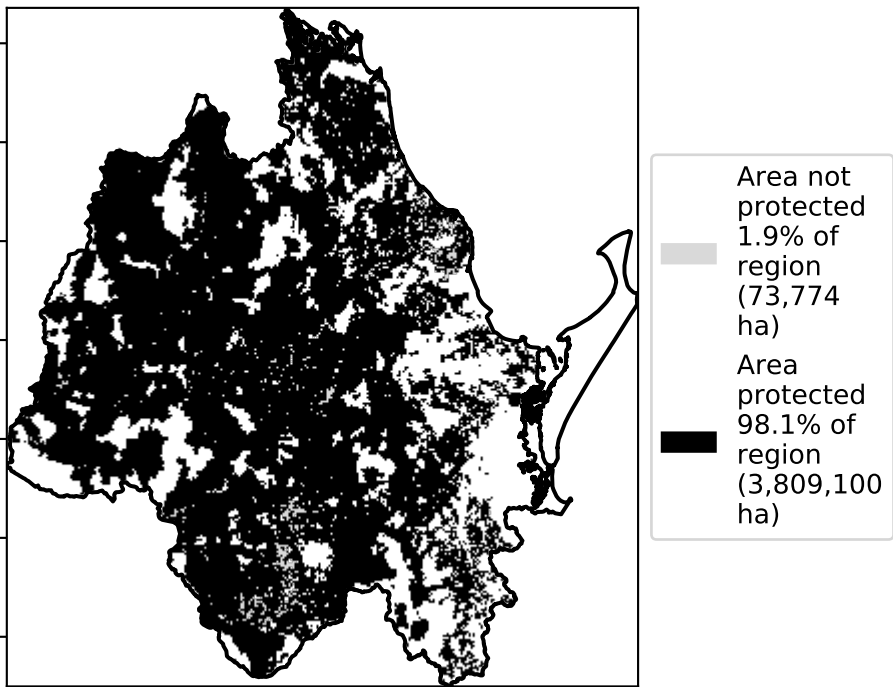 Area not
protected
1.9% of
region
(73,774
ha)
Area
protected
98.1% of
region
(3,809,100
ha)